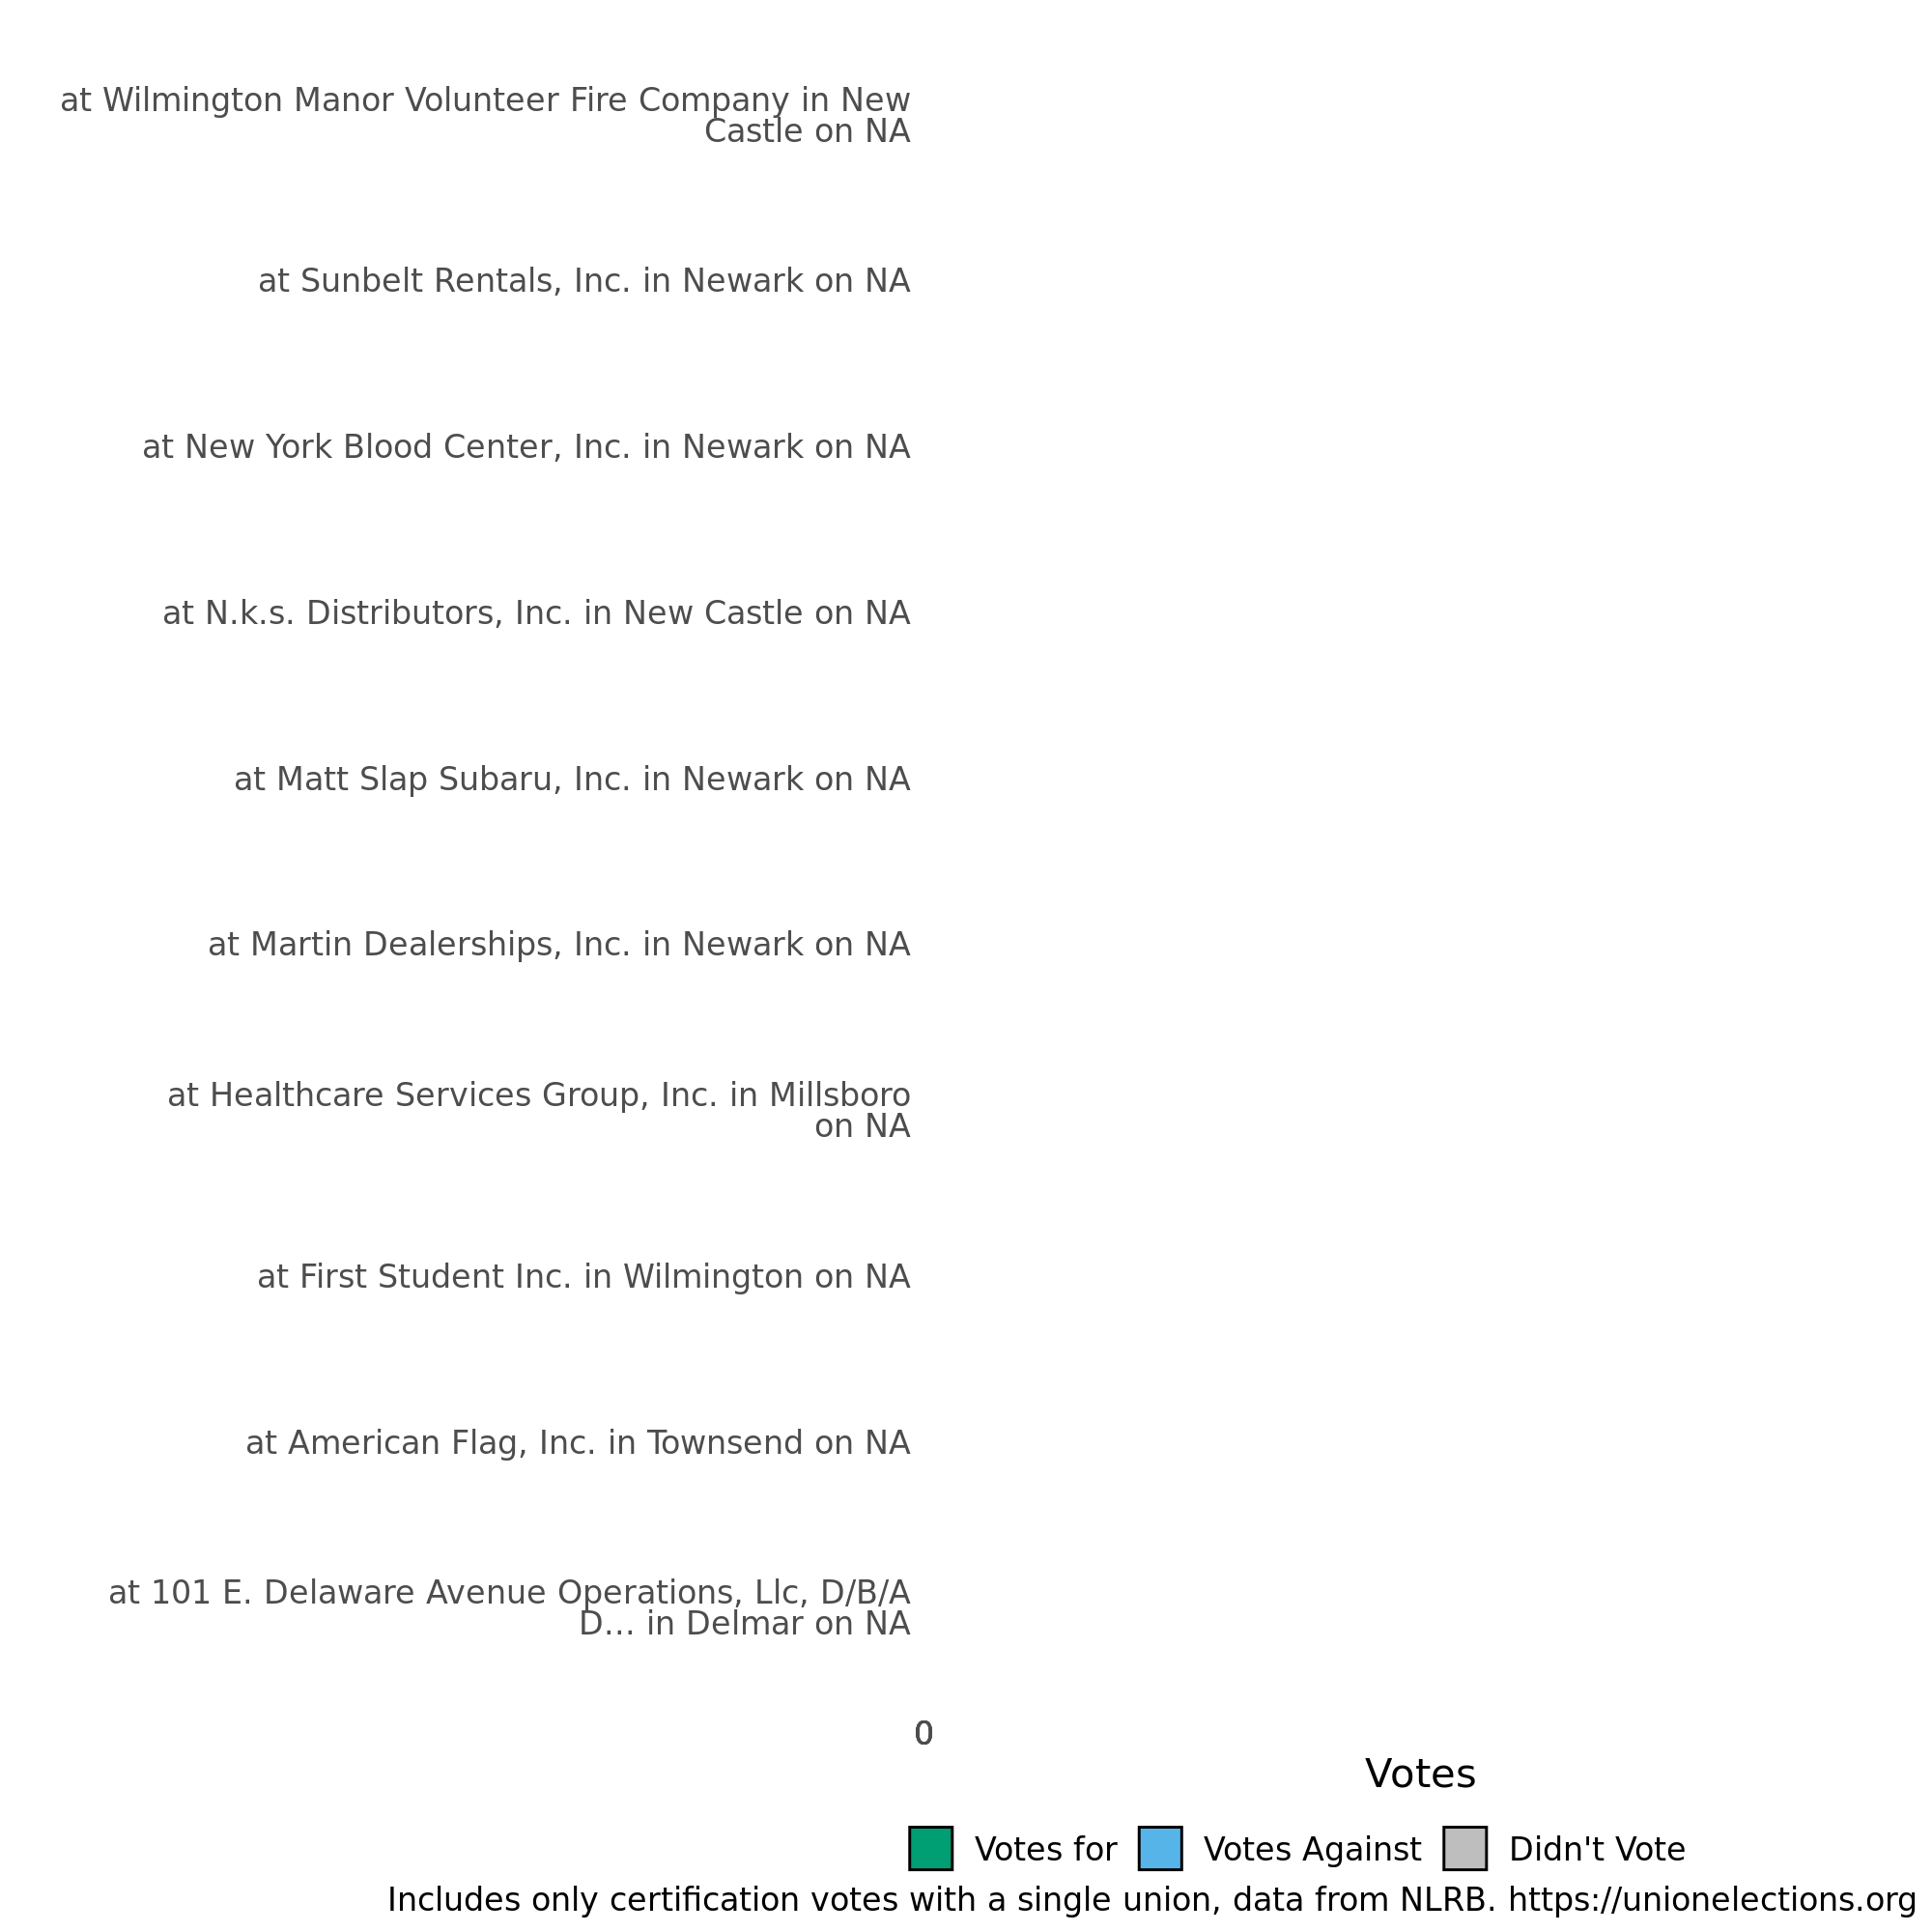 at Wilmington Manor Volunteer Fire Company in New
Castle on NA
at Sunbelt Rentals, Inc. in Newark on NA
at New York Blood Center, Inc. in Newark on NA
at N.k.s. Distributors, Inc. in New Castle on NA
at Matt Slap Subaru, Inc. in Newark on NA
at Martin Dealerships, Inc. in Newark on NA
at Healthcare Services Group, Inc. in Millsboro
on NA
at First Student Inc. in Wilmington on NA
at American Flag, Inc. in Townsend on NA
at 101 E. Delaware Avenue Operations, Llc, D/B/A
D... in Delmar on NA
0
Votes
Votes for Votes Against Didn't Vote
Includes only certification votes with a single union, data from NLRB. https://unionelections.org